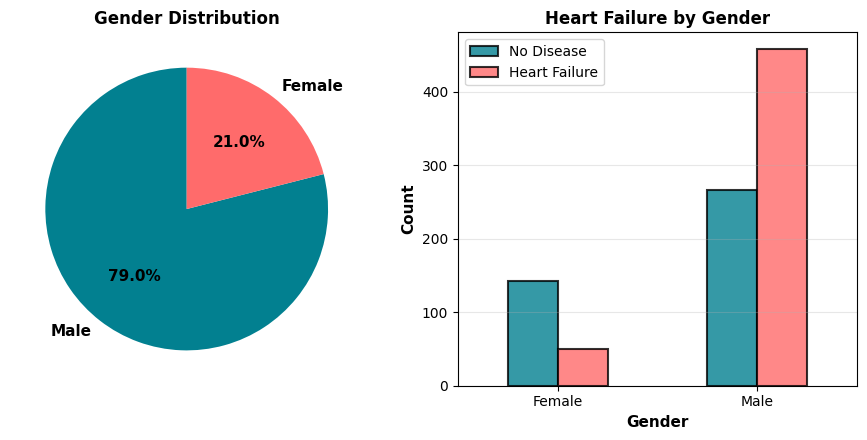 Gender Distribution
Female
21.0%
79.0%
Male
Heart Failure by Gender
No Disease
Heart Failure
Count
400
300
200
100
0
Female
Male
Gender